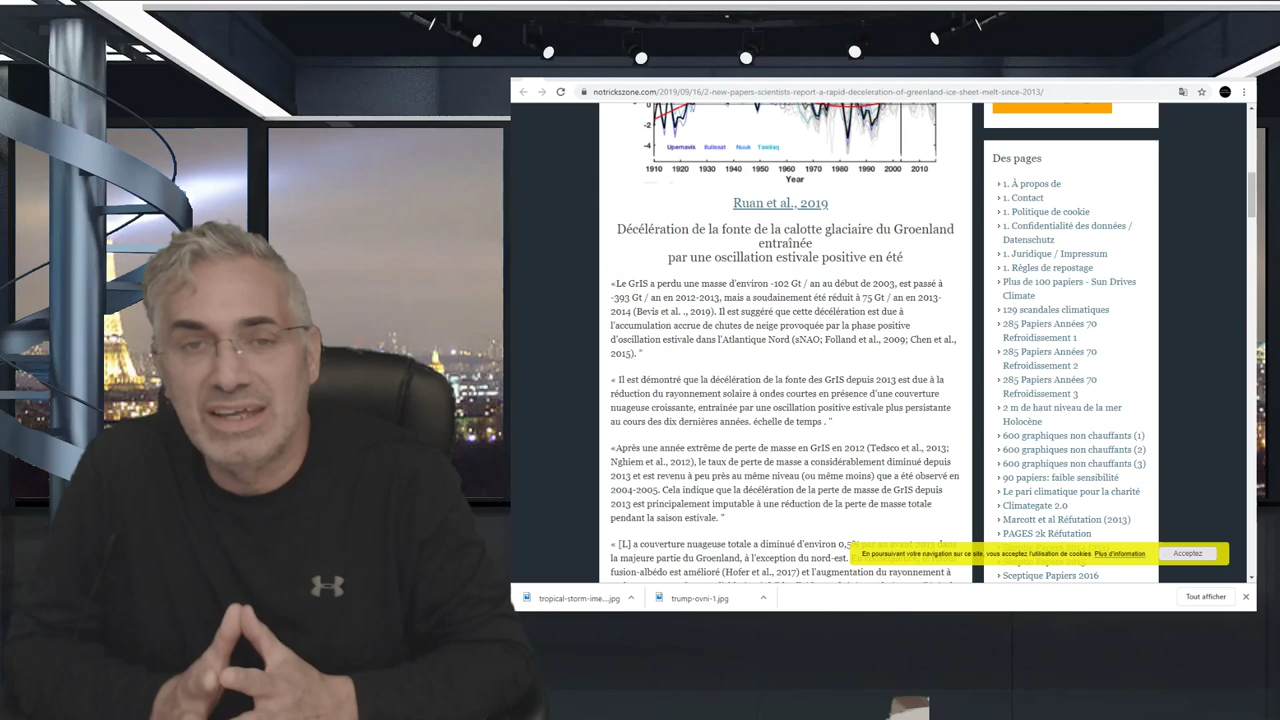 notrickszone.com/2019/09/16/2-new-papers-scientists-report-a-rapid-deceleration-of-greenland-ice-sheet-melt-since-2013/
0
-2
-4
Upernavik Ilulissat Nuuk Tasiilaq
1910 1920 1930 1940 1950 1960 1970 1980 1990 2000 2010
Year
Ruan et al., 2019
Décélération de la fonte de la calotte glaciaire du Groenland
entraînée
par une oscillation estivale positive en été
«Le GrIS a perdu une masse d'environ -102 Gt / an au début de 2003, est passé à
-393 Gt / an en 2012-2013, mais a soudainement été réduit à 75 Gt / an en 2013-
2014 (Bevis et al. ., 2019). Il est suggéré que cette décélération est due à
l'accumulation accrue de chutes de neige provoquée par la phase positive
d'oscillation estivale dans l'Atlantique Nord (sNAO; Folland et al., 2009; Chen et al.,
2015). "
« Il est démontré que la décélération de la fonte des GrIS depuis 2013 est due à la
réduction du rayonnement solaire à ondes courtes en présence d'une couverture
nuageuse croissante, entraînée par une oscillation positive estivale plus persistante
au cours des dix dernières années. échelle de temps . "
«Après une année extrême de perte de masse en GrIS en 2012 (Tedsco et al., 2013;
Nghiem et al., 2012), le taux de perte de masse a considérablement diminué depuis
2013 et est revenu à peu près au même niveau (ou même moins) que a été observé en
2004-2005. Cela indique que la décélération de la perte de masse de GrIS depuis
2013 est principalement imputable à une réduction de la perte de masse totale
pendant la saison estivale. "
« [L] a couverture nuageuse totale a diminué d'environ 0,5
la majeure partie du Groenland, à l'exception du nord-est.
fusion-albédo est amélioré (Hofer et al., 2017) et l'augmentation du rayonnement à
Des pages
› 1. À propos de
› 1. Contact
› 1. Politique de cookie
› 1. Confidentialité des données /
Datenschutz
› 1. Juridique / Impressum
› 1. Règles de repostage
› Plus de 100 papiers - Sun Drives
Climate
› 129 scandales climatiques
› 285 Papiers Années 70
Refroidissement 1
› 285 Papiers Années 70
Refroidissement 2
› 285 Papiers Années 70
Refroidissement 3
› 2 m de haut niveau de la mer
Holocène
› 600 graphiques non chauffants (1)
› 600 graphiques non chauffants (2)
› 600 graphiques non chauffants (3)
› 90 papiers: faible sensibilité
› Le pari climatique pour la charité
› Climategate 2.0
› Marcott et al Réfutation (2013)
› PAGES 2k Réfutation
› Sceptique Papiers 2016
En poursuivant votre navigation sur ce site, vous acceptez l'utilisation de cookies. Plus d'information Acceptez
tropical-storm-ime....jpg trump-ovni-1.jpg Tout afficher